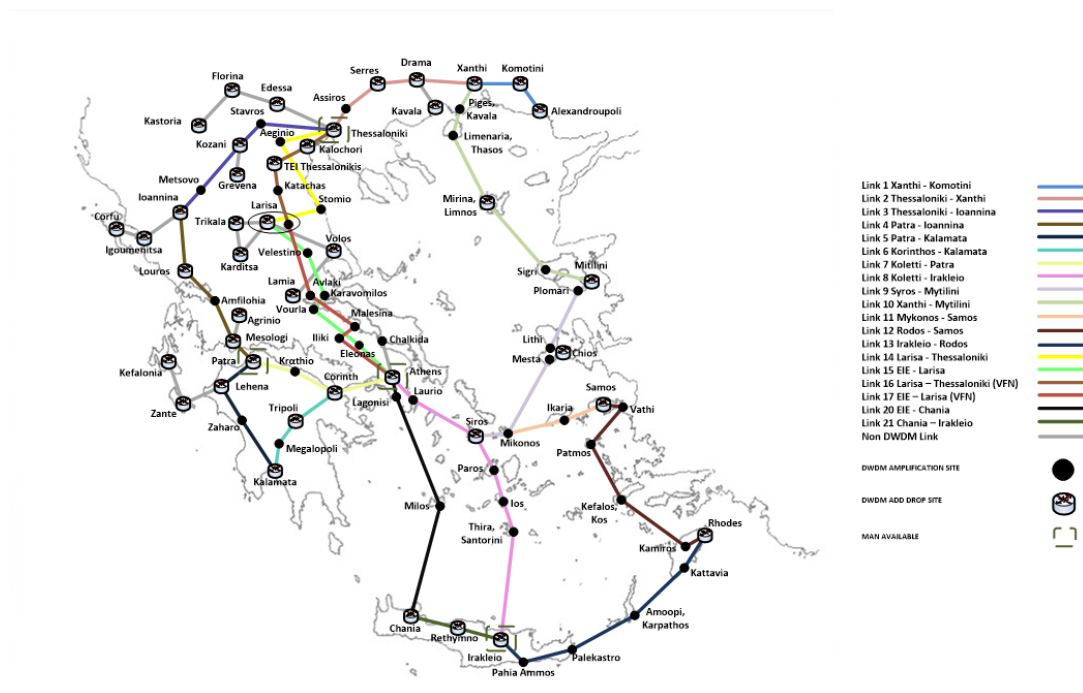 Florina
Edessa
Kastoria
Stavros
Assiros
Serres
Drama
Xanthi
Komotini
Kavala
Piges,
Kavala
Alexandroupoli
Aeginio
Thessaloniki
Kalochori
Limenaria,
Thasos
Kozani
TEI Thessalonikis
Metsovo
Grevena
Katachas
Ioannina
Larisa
Stomio
Mirina,
Limnos
Corfu
Trikala
Igoumenitsa
Karditsa
Volos
Velestino
Louros
Lamia
Avlaki
Karavomilos
Sigri
Mitilini
Plomari
Amfilohia
Vourla
Malesina
Agrinio
Iliki
Chalkida
Mesologi
Eleonas
Lithi
Mesta
Chios
Kefalonia
Patra
Krathio
Corinth
Athens
Lehena
Laurio
Lagonisi
Samos
Zante
Tripoli
Ikaria
Vathi
Zaharo
Siros
Mikonos
Megalopoli
Patmos
Kalamata
Paros
Milos
Ios
Kefalos,
Kos
Thira,
Santorini
Rhodes
Kamiros
Kattavia
Chania
Rethymno
Amoopi,
Karpathos
Irakleio
Palekastro
Pahia Ammos
Link 1 Xanthi - Komotini
Link 2 Thessaloniki - Xanthi
Link 3 Thessaloniki - Ioannina
Link 4 Patra - Ioannina
Link 5 Patra - Kalamata
Link 6 Korinthos - Kalamata
Link 7 Koletti - Patra
Link 8 Koletti - Irakleio
Link 9 Syros - Mytilini
Link 10 Xanthi - Mytilini
Link 11 Mykonos - Samos
Link 12 Rodos - Samos
Link 13 Irakleio - Rodos
Link 14 Larisa - Thessaloniki
Link 15 EIE - Larisa
Link 16 Larisa – Thessaloniki (VFN)
Link 17 EIE – Larisa (VFN)
Link 20 EIE - Chania
Link 21 Chania – Irakleio
Non DWDM Link
DWDM AMPLIFICATION SITE
DWDM ADD DROP SITE
MAN AVAILABLE